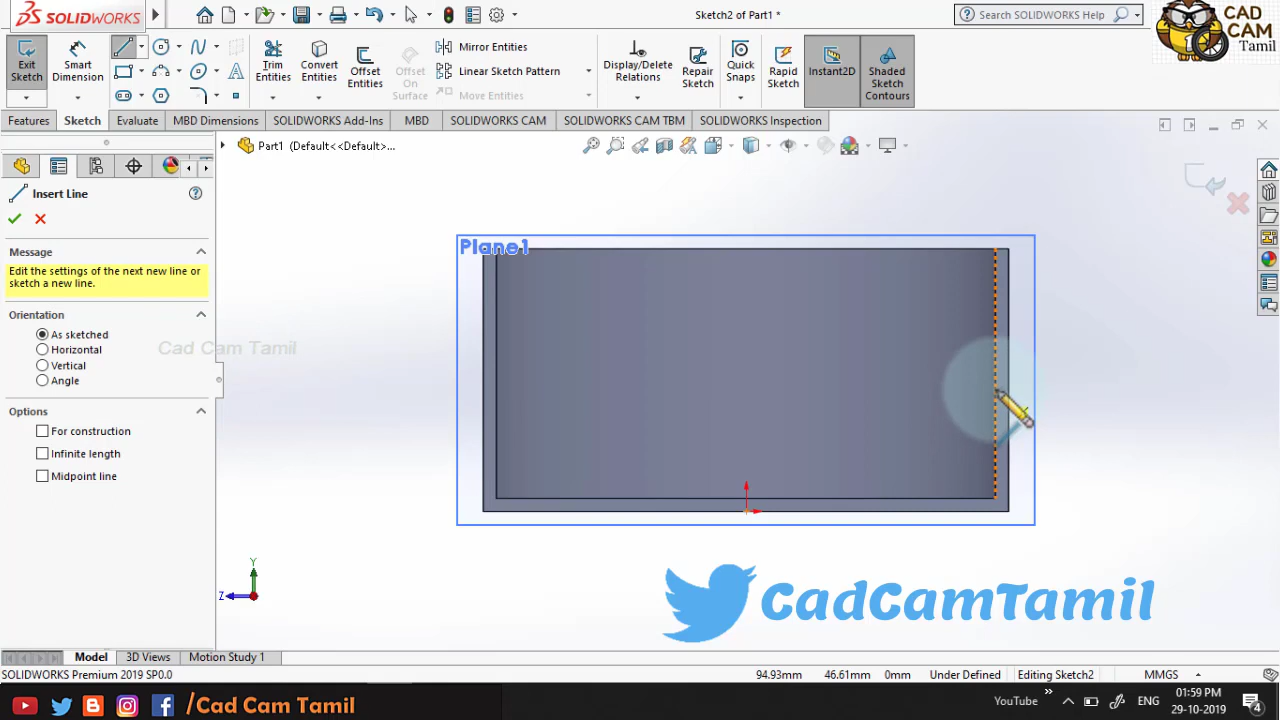 SOLIDWORKS
Sketch2 of Part1 *
Search SOLIDWORKS Help
CAD
CAM
Tamil
Exit
Sketch
Smart
Dimension
Trim
Entities
Convert
Entities
Offset
Entities
Offset
On
Surface
Mirror Entities
Linear Sketch Pattern
Move Entities
Display/Delete
Relations
Repair
Sketch
Quick
Snaps
Rapid
Sketch
Instant2D
Shaded
Sketch
Contours
Features
Sketch
Evaluate
MBD Dimensions
SOLIDWORKS Add-Ins
MBD
SOLIDWORKS CAM
SOLIDWORKS CAM TBM
SOLIDWORKS Inspection
Part1 (Default<<Default>...
Insert Line
Message
Edit the settings of the next new line or
sketch a new line.
Orientation
As sketched
Horizontal
Vertical
Angle
Options
For construction
Infinite length
Midpoint line
Cad Cam Tamil
Plane1
Y
Z
CadCamTamil
Model
3D Views
Motion Study 1
SOLIDWORKS Premium 2019 SP0.0
94.93mm
46.61mm
0mm
Under Defined
Editing Sketch2
MMGS
/Cad Cam Tamil
YouTube
ENG
01:59 PM
29-10-2019
4